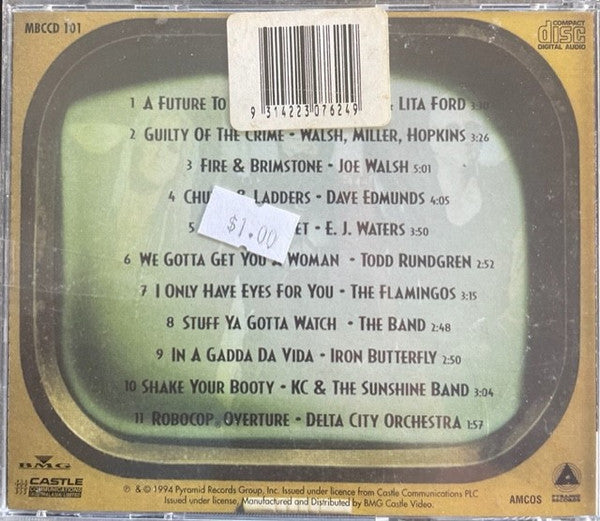 MBCCD 101
COMPACT
disc
DIGITAL AUDIO
9 314223 076249
1 A FUTURE TO LITA FORD 3:30
2 GUILTY OF THE CRIME - WALSH, MILLER, HOPKINS 3:26
3 FIRE & BRIMSTONE - JOE WALSH 5:01
4 CHU & LADDERS - DAVE EDMUNDS 4:05
$1.00
5 ET - E. J. WATERS 3:50
6 WE GOTTA GET YOU A WOMAN - TODD RUNDGREN 2:52
7 I ONLY HAVE EYES FOR YOU - THE FLAMINGOS 3:15
8 STUFF YA GOTTA WATCH - THE BAND 2:48
9 IN A GADDA DA VIDA - IRON BUTTERFLY 2:50
10 SHAKE YOUR BOOTY - KC & THE SUNSHINE BAND 3:04
11 ROBOCOP OVERTURE - DELTA CITY ORCHESTRA 1:57
BMG
CASTLE
COMMUNICATIONS
℗ & © 1994 Pyramid Records Group, Inc. Issued under licence from Castle Communications PLC
Issued under license, Manufactured and Distributed by BMG Castle Video.
AMCOS
PYRAMID
RECORDS